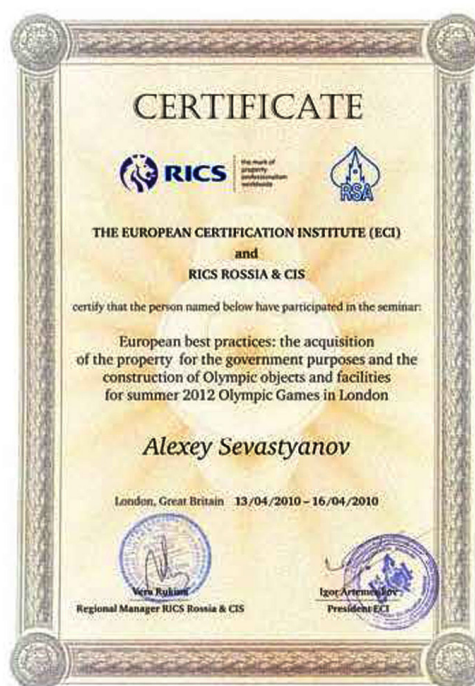 CERTIFICATE
RICS
the mark of
property
professionalism
worldwide
RSA
THE EUROPEAN CERTIFICATION INSTITUTE (ECI)
and
RICS ROSSIA & CIS
certify that the person named below have participated in the seminar:
European best practices: the acquisition
of the property for the government purposes and the
construction of Olympic objects and facilities
for summer 2012 Olympic Games in London
Alexey Sevastyanov
London, Great Britain 13/04/2010 – 16/04/2010
Vera Rukina Igor Artemenkov
Regional Manager RICS Rossia & CIS President ECI